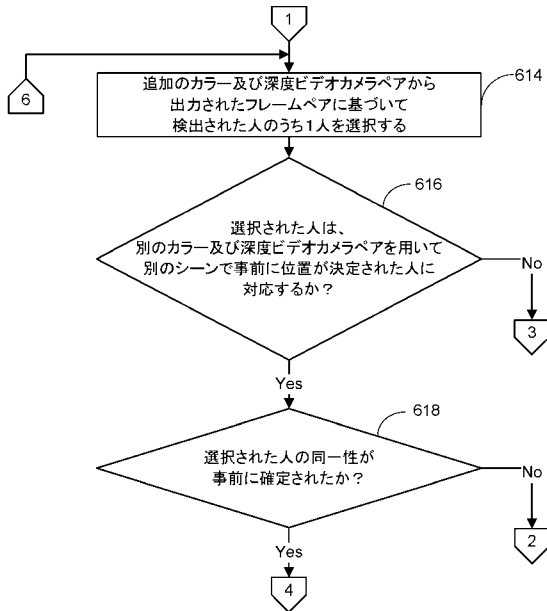 1
6
追加のカラー及び深度ビデオカメラペアから
出力されたフレームペアに基づいて
検出された人のうち1人を選択する
614
616
選択された人は、
別のカラー及び深度ビデオカメラペアを用いて
別のシーンで事前に位置が決定された人に
対応するか？
No
3
Yes
618
選択された人の同一性が
事前に確定されたか？
No
2
Yes
4